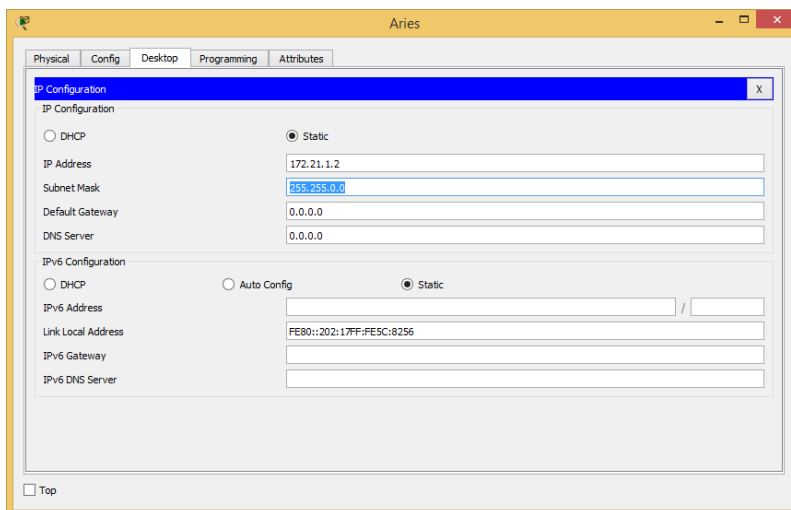 Aries
Physical Config Desktop Programming Attributes
IP Configuration X
IP Configuration
DHCP Static
IP Address 172.21.1.2
Subnet Mask 255.255.0.0
Default Gateway 0.0.0.0
DNS Server 0.0.0.0
IPv6 Configuration
DHCP Auto Config Static
IPv6 Address /
Link Local Address FE80::202:17FF:FE5C:8256
IPv6 Gateway
IPv6 DNS Server
Top